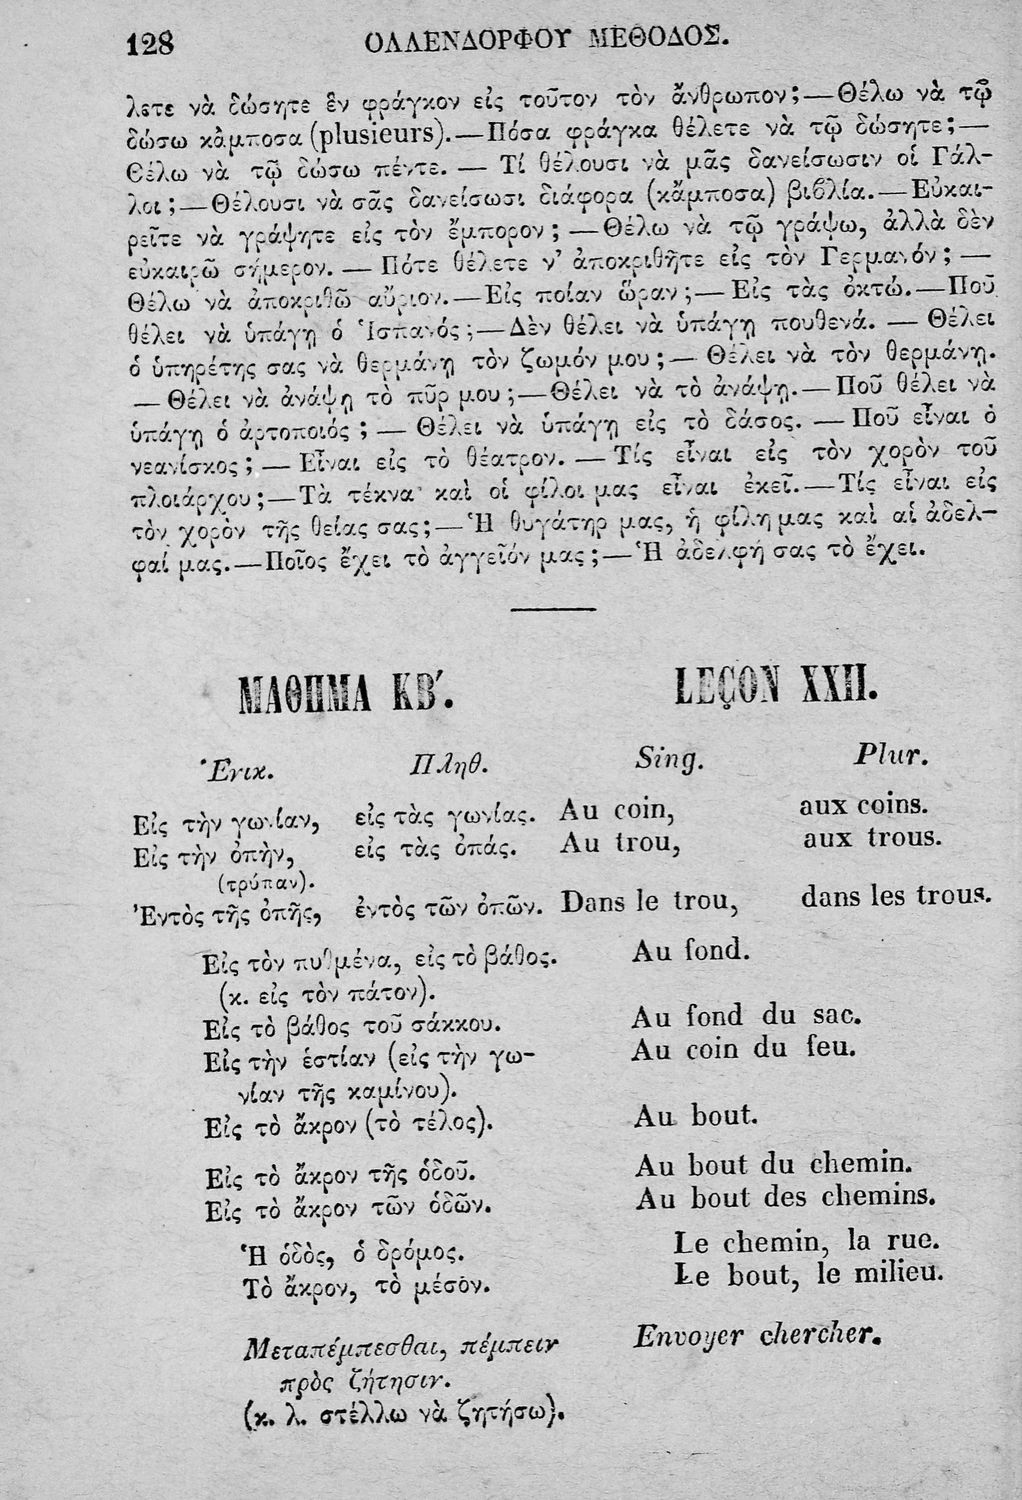 128 ΟΛΛΕΝΔΟΡΦΟΥ ΜΕΘΟΔΟΣ.
λετε νὰ δώσητε ἓν φράγκον εἰς τοῦτον τὸν ἄνθρωπον;—Θέλω νὰ τῷ
δώσω κἄμποσα (plusieurs).—Πόσα φράγκα θέλετε νὰ τῷ δώσητε;—
Θέλω νὰ τῷ δώσω πέντε. — Τί θέλουσι νὰ μᾶς δανείσωσιν οἱ Γάλ-
λοι;—Θέλουσι νὰ σᾶς δανείσωσι διάφορα (κἄμποσα) βιβλία.—Εὐκαι-
ρεῖτε νὰ γράψητε εἰς τὸν ἔμπορον; —Θέλω νὰ τῷ γράψω, ἀλλὰ δὲν
εὐκαιρῶ σήμερον. — Πότε θέλετε ν’ ἀποκριθῆτε εἰς τὸν Γερμανόν; —
Θέλω νὰ ἀποκριθῶ αὔριον.—Εἰς ποίαν ὥραν;—Εἰς τὰς ὀκτώ.—Ποῦ
θέλει νὰ ὑπάγῃ ὁ Ἱσπανός;—Δὲν θέλει νὰ ὑπάγῃ πουθενά. — Θέλει
ὁ ὑπηρέτης σας νὰ θερμάνῃ τὸν ζωμόν μου;— Θέλει νὰ τὸν θερμάνῃ.
— Θέλει νὰ ἀνάψῃ τὸ πῦρ μου;—Θέλει νὰ τὸ ἀνάψῃ.—Ποῦ θέλει νὰ
ὑπάγῃ ὁ ἀρτοποιός; — Θέλει νὰ ὑπάγῃ εἰς τὸ δάσος. —Ποῦ εἶναι ὁ
νεανίσκος; — Εἶναι εἰς τὸ θέατρον. —Τίς εἶναι εἰς τὸν χορὸν τοῦ
πλοιάρχου;—Τὰ τέκνα καὶ οἱ φίλοι μας εἶναι ἐκεῖ.—Τίς εἶναι εἰς
τὸν χορὸν τῆς θείας σας;—Ἡ θυγάτηρ μας, ἡ φίλη μας καὶ αἱ ἀδελ-
φαί μας.—Ποῖος ἔχει τὸ ἀγγεῖόν μας;—Ἡ ἀδελφή σας τὸ ἔχει.
ΜΑΘΗΜΑ ΚΒ΄. LEÇON XXII.
Ἑνικ. Πληθ. Sing. Plur.
Εἰς τὴν γωνίαν, εἰς τὰς γωνίας. Au coin, aux coins.
Εἰς τὴν ὀπὴν, εἰς τὰς ὀπάς. Au trou, aux trous.
(τρύπαν).
Ἐντὸς τῆς ὀπῆς, ἐντὸς τῶν ὀπῶν. Dans le trou, dans les trous.
Εἰς τὸν πυθμένα, εἰς τὸ βάθος. Au fond.
(κ. εἰς τὸν πάτον).
Εἰς τὸ βάθος τοῦ σάκκου. Au fond du sac.
Εἰς τὴν ἑστίαν (εἰς τὴν γω- Au coin du feu.
νίαν τῆς καμίνου).
Εἰς τὸ ἄκρον (τὸ τέλος). Au bout.
Εἰς τὸ ἄκρον τῆς ὁδοῦ. Au bout du chemin.
Εἰς τὸ ἄκρον τῶν ὁδῶν. Au bout des chemins.
Ἡ ὁδὸς, ὁ δρόμος. Le chemin, la rue.
Τὸ ἄκρον, τὸ μέσον. Le bout, le milieu.
Μεταπέμπεσθαι, πέμπειν Envoyer chercher.
πρὸς ζήτησιν.
(κ. λ. στέλλω νὰ ζητήσω).